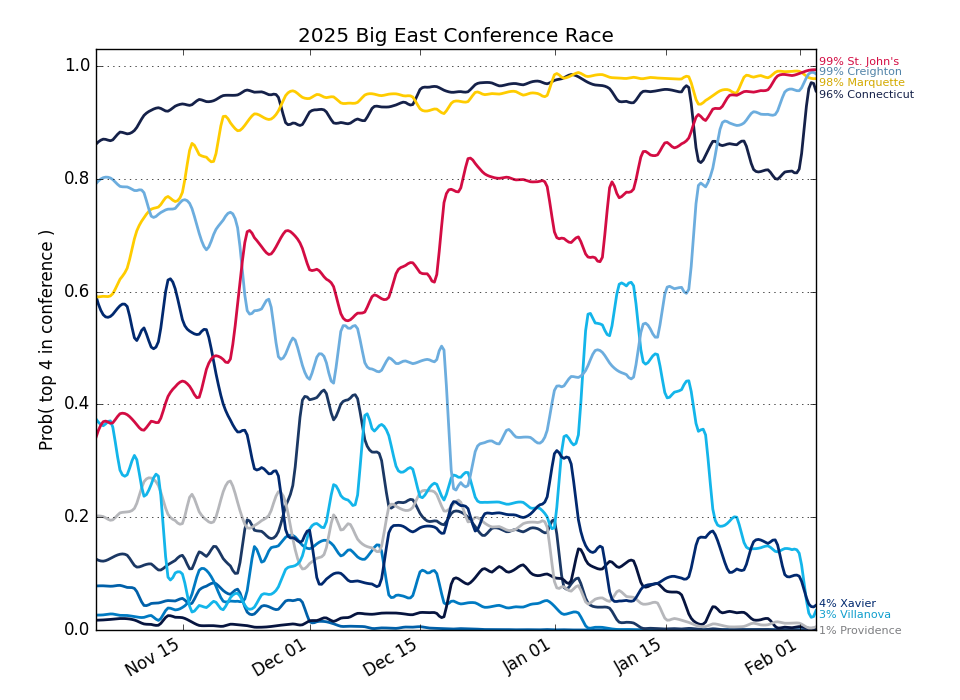 2025 Big East Conference Race
Prob( top 4 in conference )
1.0
0.8
0.6
0.4
0.2
0.0
Nov 15
Dec 01
Dec 15
Jan 01
Jan 15
Feb 01
99% St. John's
99% Creighton
98% Marquette
96% Connecticut
4% Xavier
3% Villanova
1% Providence